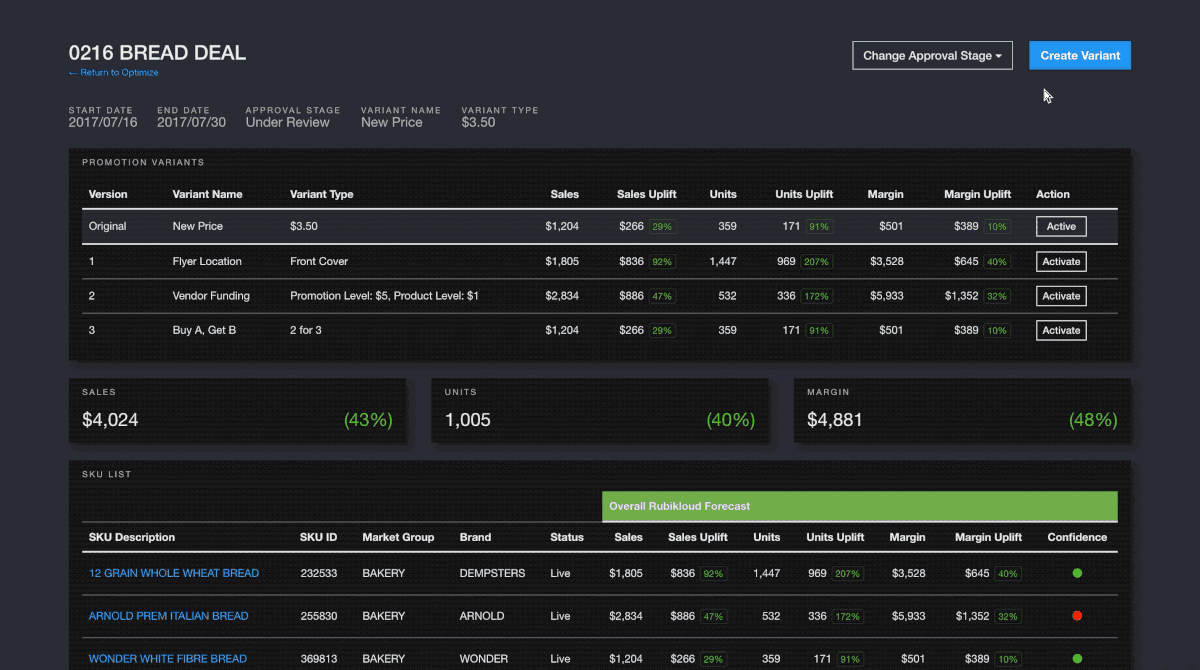 0216 BREAD DEAL
← Return to Optimize
Change Approval Stage
Create Variant
START DATE END DATE APPROVAL STAGE VARIANT NAME VARIANT TYPE
2017/07/16 2017/07/30 Under Review New Price $3.50
PROMOTION VARIANTS
Version Variant Name Variant Type Sales Sales Uplift Units Units Uplift Margin Margin Uplift Action
Original New Price $3.50 $1,204 $266 29% 359 171 91% $501 $389 10% Active
1 Flyer Location Front Cover $1,805 $836 92% 1,447 969 207% $3,528 $645 40% Activate
2 Vendor Funding Promotion Level: $5, Product Level: $1 $2,834 $886 47% 532 336 172% $5,933 $1,352 32% Activate
3 Buy A, Get B 2 for 3 $1,204 $266 29% 359 171 91% $501 $389 10% Activate
SALES
$4,024 (43%)
UNITS
1,005 (40%)
MARGIN
$4,881 (48%)
SKU LIST
Overall Rubikloud Forecast
SKU Description SKU ID Market Group Brand Status Sales Sales Uplift Units Units Uplift Margin Margin Uplift Confidence
12 GRAIN WHOLE WHEAT BREAD 232533 BAKERY DEMPSTERS Live $1,805 $836 92% 1,447 969 207% $3,528 $645 40%
ARNOLD PREM ITALIAN BREAD 255830 BAKERY ARNOLD Live $2,834 $886 47% 532 336 172% $5,933 $1,352 32%
WONDER WHITE FIBRE BREAD 369813 BAKERY WONDER Live $1,204 $266 29% 359 171 91% $501 $389 10%